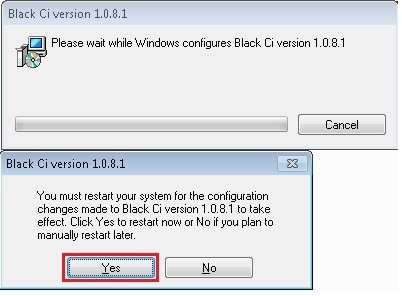 Black Ci version 1.0.8.1
Please wait while Windows configures Black Ci version 1.0.8.1
Cancel
Black Ci version 1.0.8.1
You must restart your system for the configuration
changes made to Black Ci version 1.0.8.1 to take
effect. Click Yes to restart now or No if you plan to
manually restart later.
Yes No